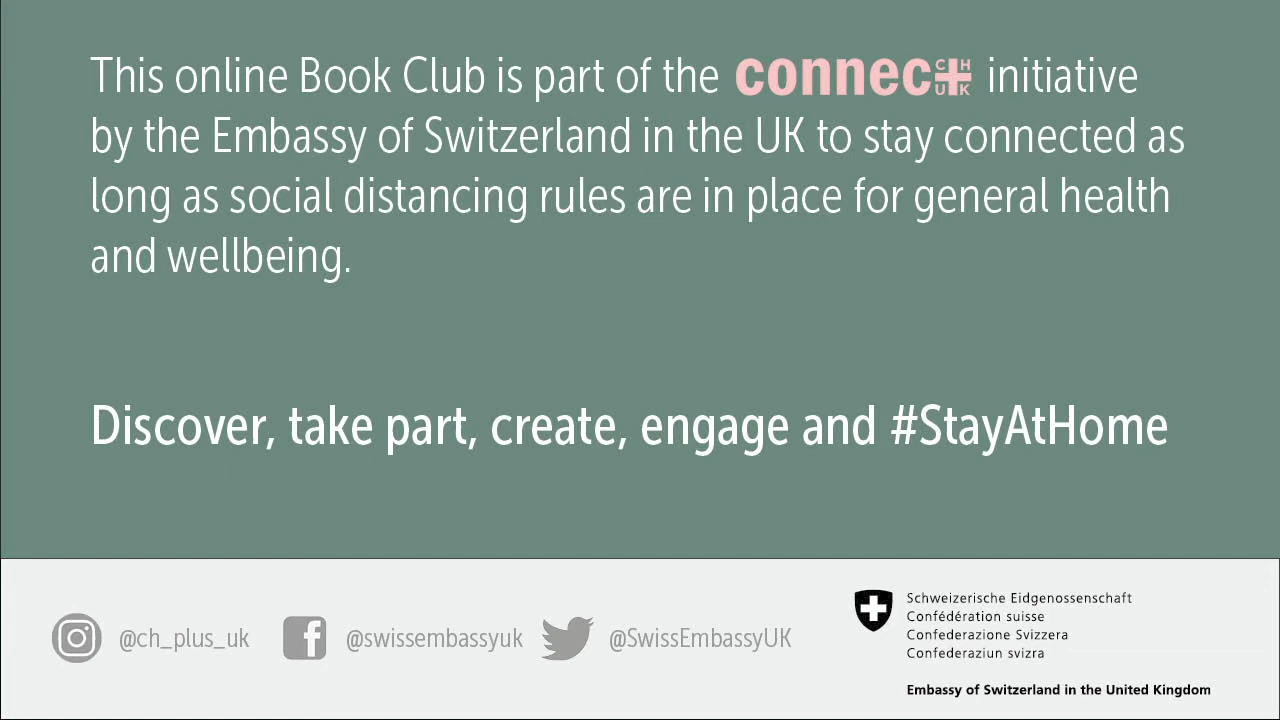 This online Book Club is part of the connect CH UK initiative
by the Embassy of Switzerland in the UK to stay connected as
long as social distancing rules are in place for general health
and wellbeing.
Discover, take part, create, engage and #StayAtHome
@ch_plus_uk @swissembassyuk @SwissEmbassyUK
Schweizerische Eidgenossenschaft
Confédération suisse
Confederazione Svizzera
Confederaziun svizra
Embassy of Switzerland in the United Kingdom